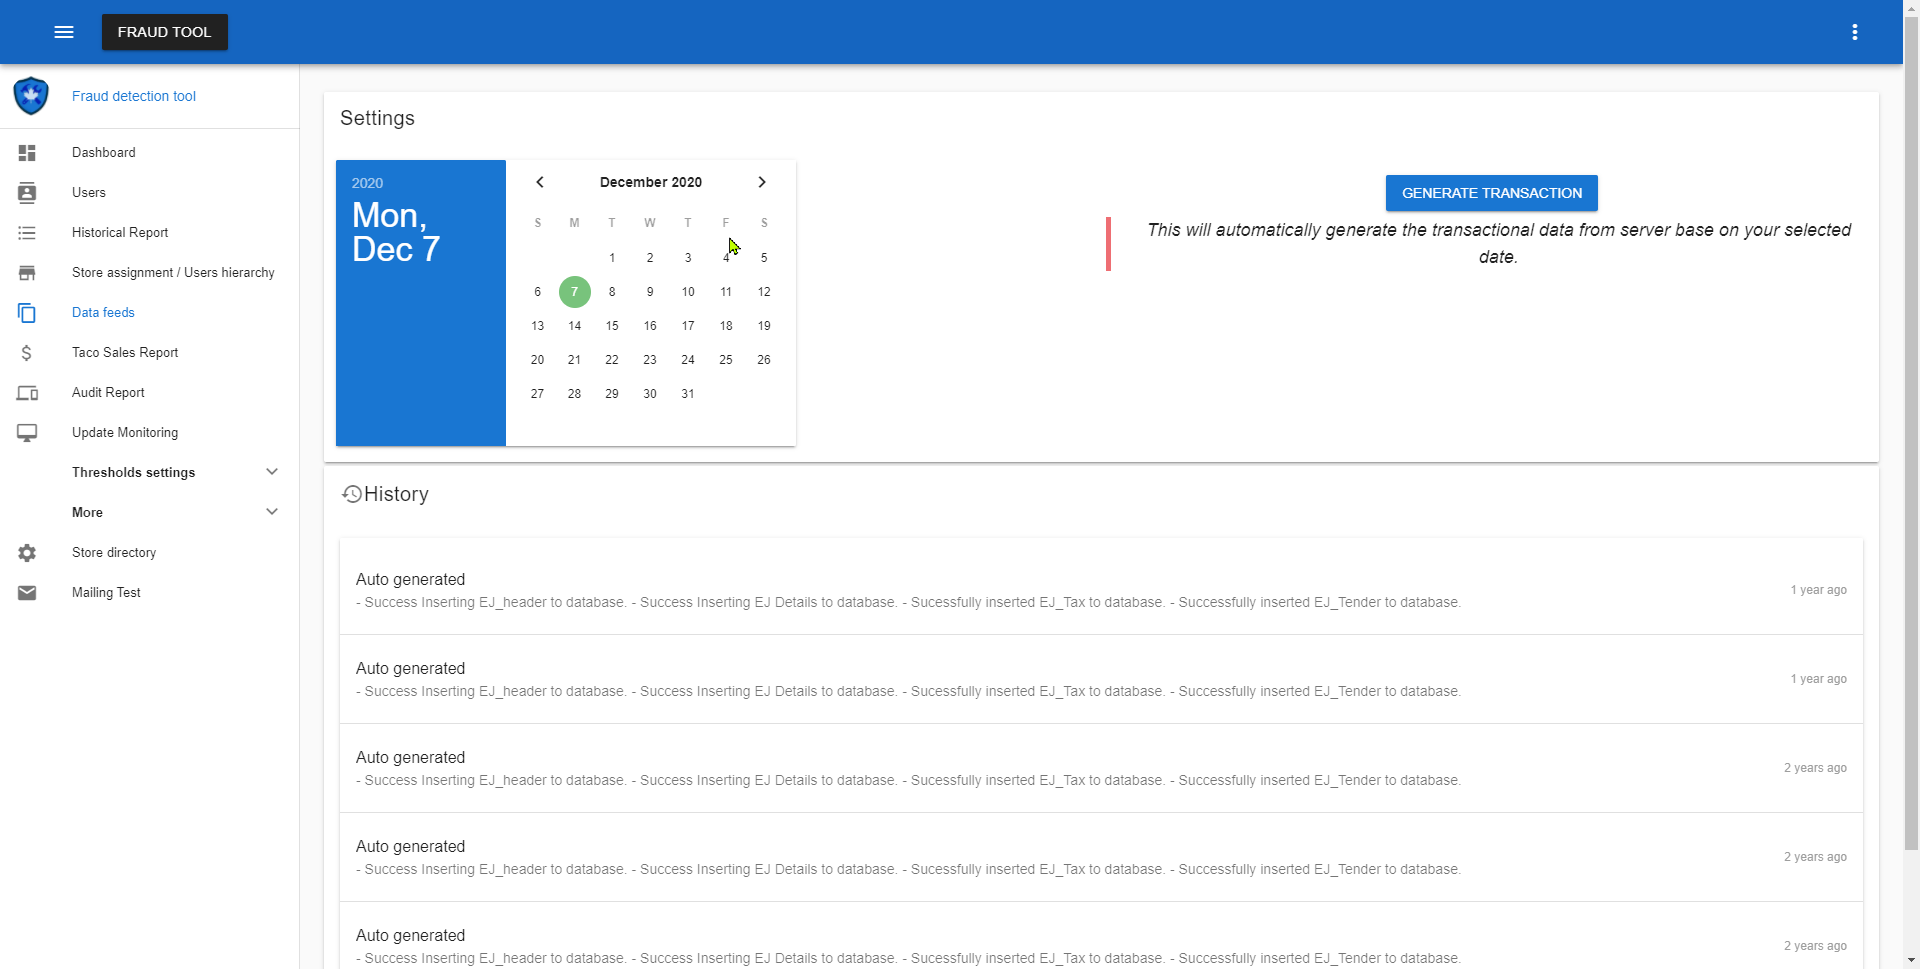 FRAUD TOOL
Fraud detection tool
Dashboard
Users
Historical Report
Store assignment / Users hierarchy
Data feeds
Taco Sales Report
Audit Report
Update Monitoring
Thresholds settings
More
Store directory
Mailing Test
Settings
2020
Mon,
Dec 7
December 2020
S M T W T F S
1 2 3 4 5
6 7 8 9 10 11 12
13 14 15 16 17 18 19
20 21 22 23 24 25 26
27 28 29 30 31
GENERATE TRANSACTION
This will automatically generate the transactional data from server base on your selected
date.
History
Auto generated
- Success Inserting EJ_header to database. - Success Inserting EJ Details to database. - Sucessfully inserted EJ_Tax to database. - Successfully inserted EJ_Tender to database.
1 year ago
Auto generated
- Success Inserting EJ_header to database. - Success Inserting EJ Details to database. - Sucessfully inserted EJ_Tax to database. - Successfully inserted EJ_Tender to database.
1 year ago
Auto generated
- Success Inserting EJ_header to database. - Success Inserting EJ Details to database. - Sucessfully inserted EJ_Tax to database. - Successfully inserted EJ_Tender to database.
2 years ago
Auto generated
- Success Inserting EJ_header to database. - Success Inserting EJ Details to database. - Sucessfully inserted EJ_Tax to database. - Successfully inserted EJ_Tender to database.
2 years ago
Auto generated
- Success Inserting EJ_header to database. - Success Inserting EJ Details to database. - Sucessfully inserted EJ_Tax to database. - Successfully inserted EJ_Tender to database.
2 years ago